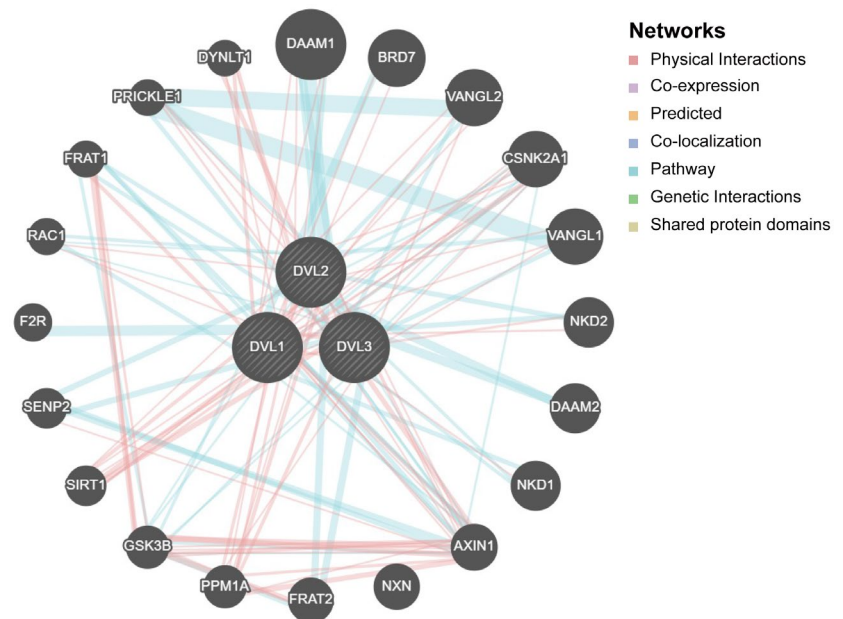 DAAM1
DYNLT1
BRD7
PRICKLE1
VANGL2
FRAT1
CSNK2A1
RAC1
VANGL1
DVL2
F2R
NKD2
DVL1
DVL3
SENP2
DAAM2
SIRT1
NKD1
GSK3B
AXIN1
PPM1A
FRAT2
NXN
Networks
Physical Interactions
Co-expression
Predicted
Co-localization
Pathway
Genetic Interactions
Shared protein domains